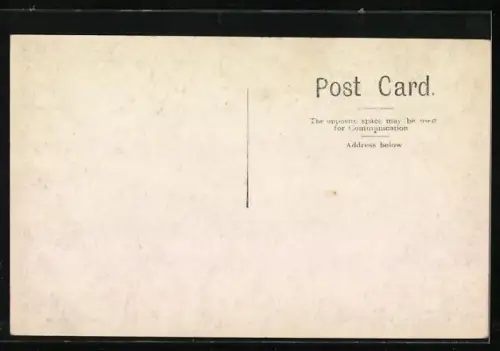 Post Card.
The opposite space may be used
for Communication
Address below